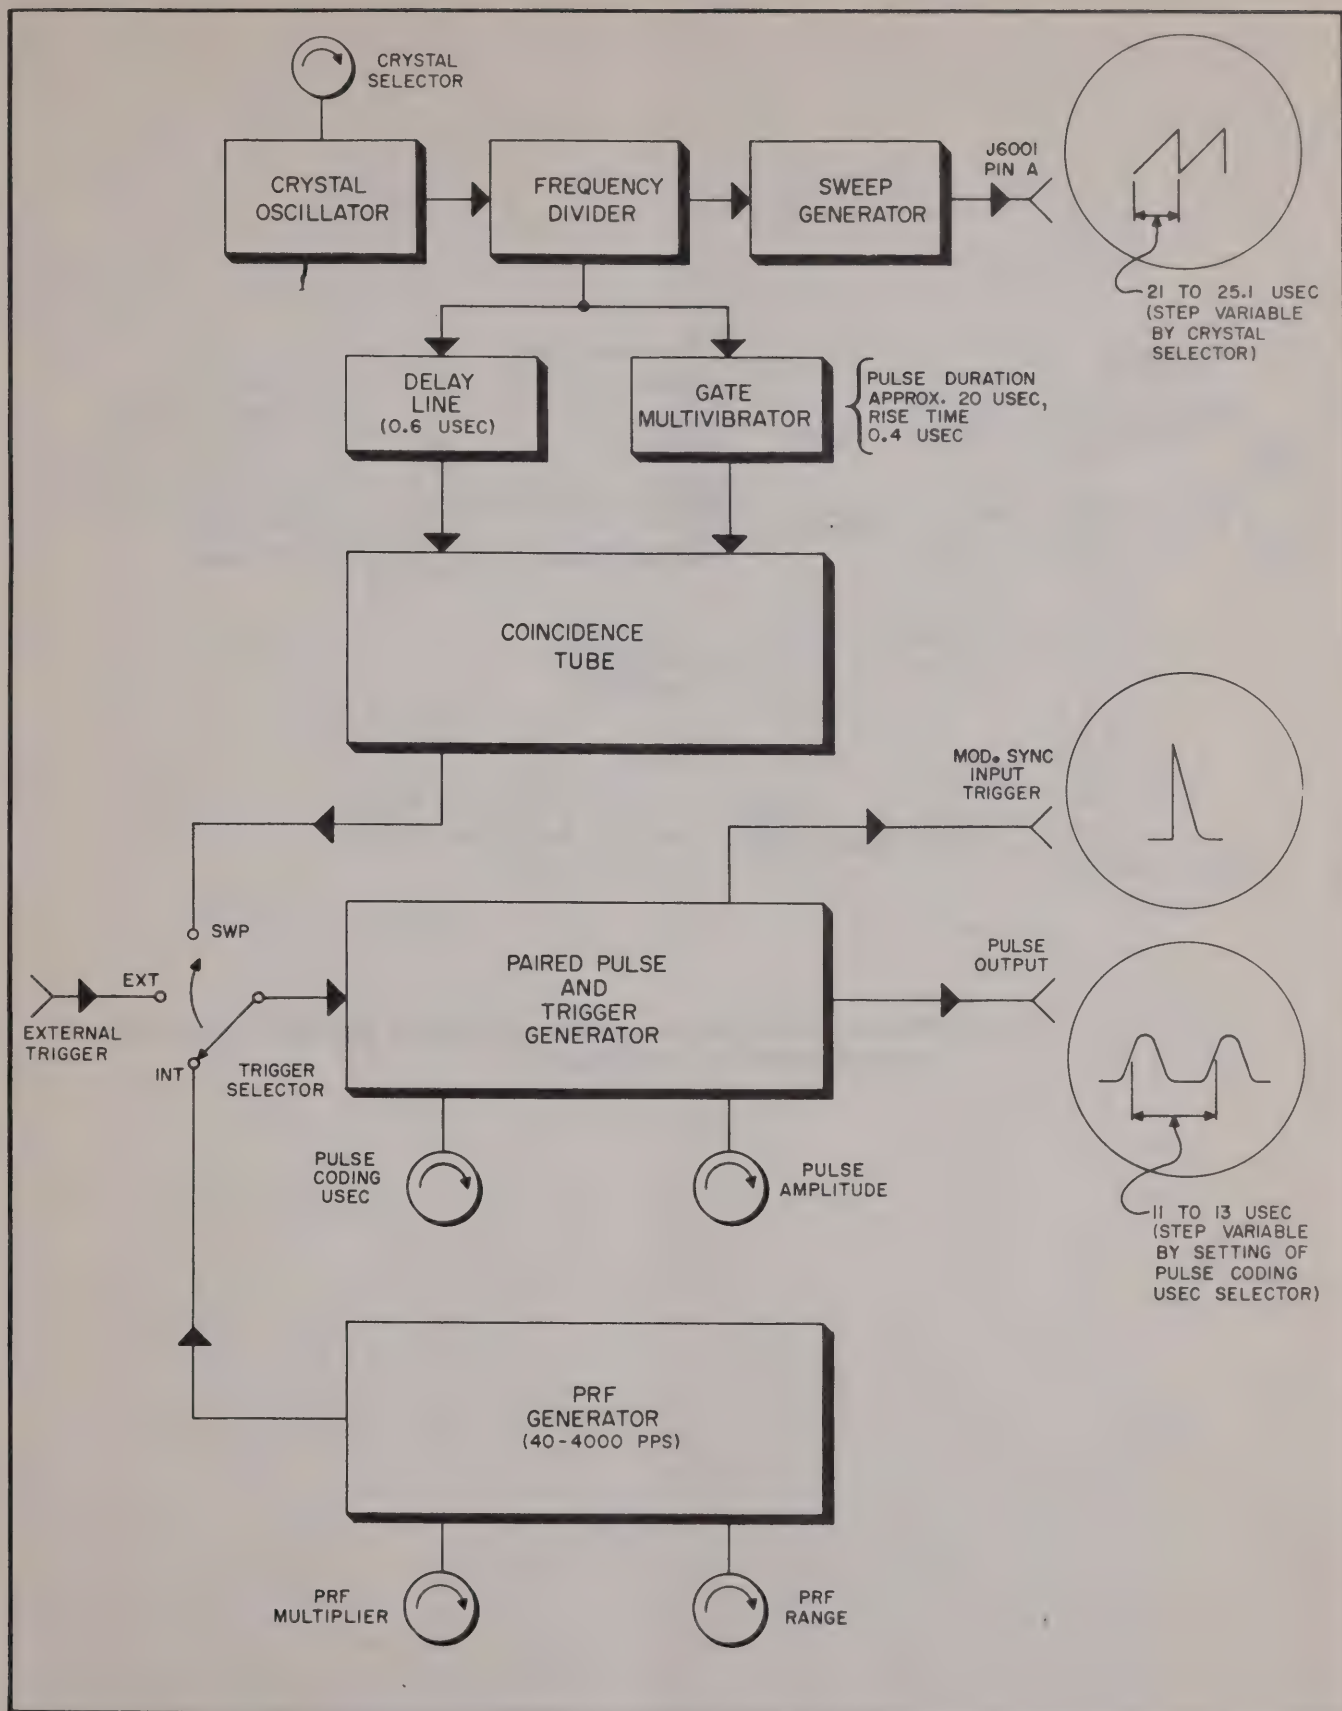 CRYSTAL
SELECTOR
CRYSTAL
OSCILLATOR
FREQUENCY
DIVIDER
SWEEP
GENERATOR
J6001
PIN A
21 TO 25.1 USEC
(STEP VARIABLE
BY CRYSTAL
SELECTOR)
DELAY
LINE
(0.6 USEC)
GATE
MULTIVIBRATOR
PULSE DURATION
APPROX. 20 USEC,
RISE TIME
0.4 USEC
COINCIDENCE
TUBE
MOD. SYNC
INPUT
TRIGGER
SWP
EXT
EXTERNAL
TRIGGER
INT
TRIGGER
SELECTOR
PAIRED PULSE
AND
TRIGGER
GENERATOR
PULSE
OUTPUT
PULSE
CODING
USEC
PULSE
AMPLITUDE
11 TO 13 USEC
(STEP VARIABLE
BY SETTING OF
PULSE CODING
USEC SELECTOR)
PRF
GENERATOR
(40-4000 PPS)
PRF
MULTIPLIER
PRF
RANGE